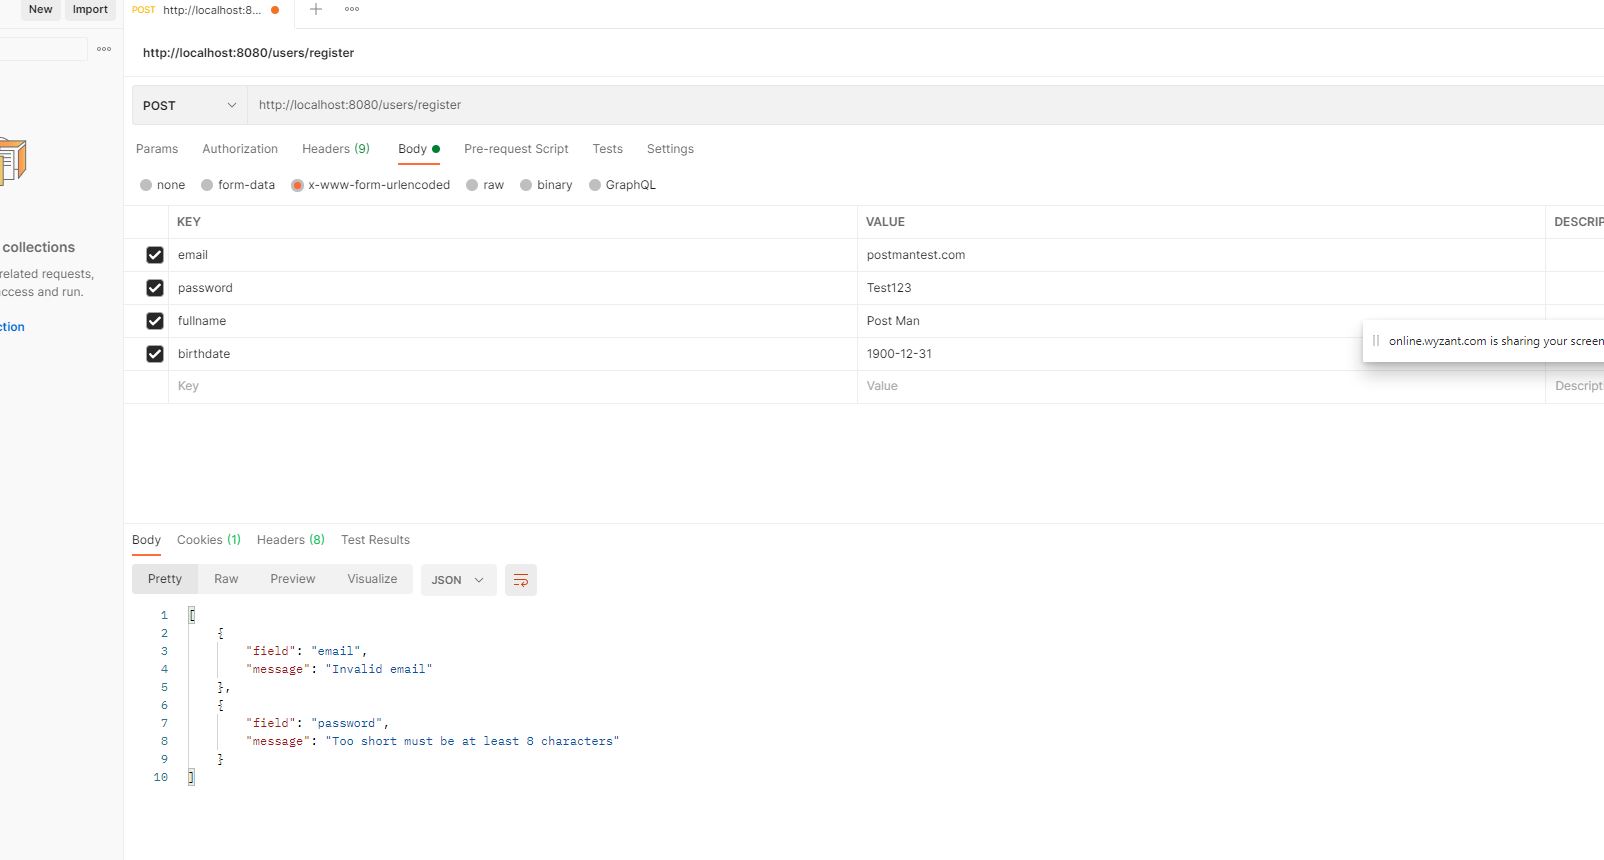 New Import POST http://localhost:8... + ooo
http://localhost:8080/users/register
ooo
POST http://localhost:8080/users/register
Params Authorization Headers (9) Body Pre-request Script Tests Settings
none form-data x-www-form-urlencoded raw binary GraphQL
KEY VALUE DESCRIP
email postmantest.com
password Test123
fullname Post Man
birthdate 1900-12-31
Key Value Descript
collections
related requests,
ccess and run.
ction
online.wyzant.com is sharing your screen
Body Cookies (1) Headers (8) Test Results
Pretty Raw Preview Visualize JSON
1 [
2 {
3 "field": "email",
4 "message": "Invalid email"
5 },
6 {
7 "field": "password",
8 "message": "Too short must be at least 8 characters"
9 }
10 ]